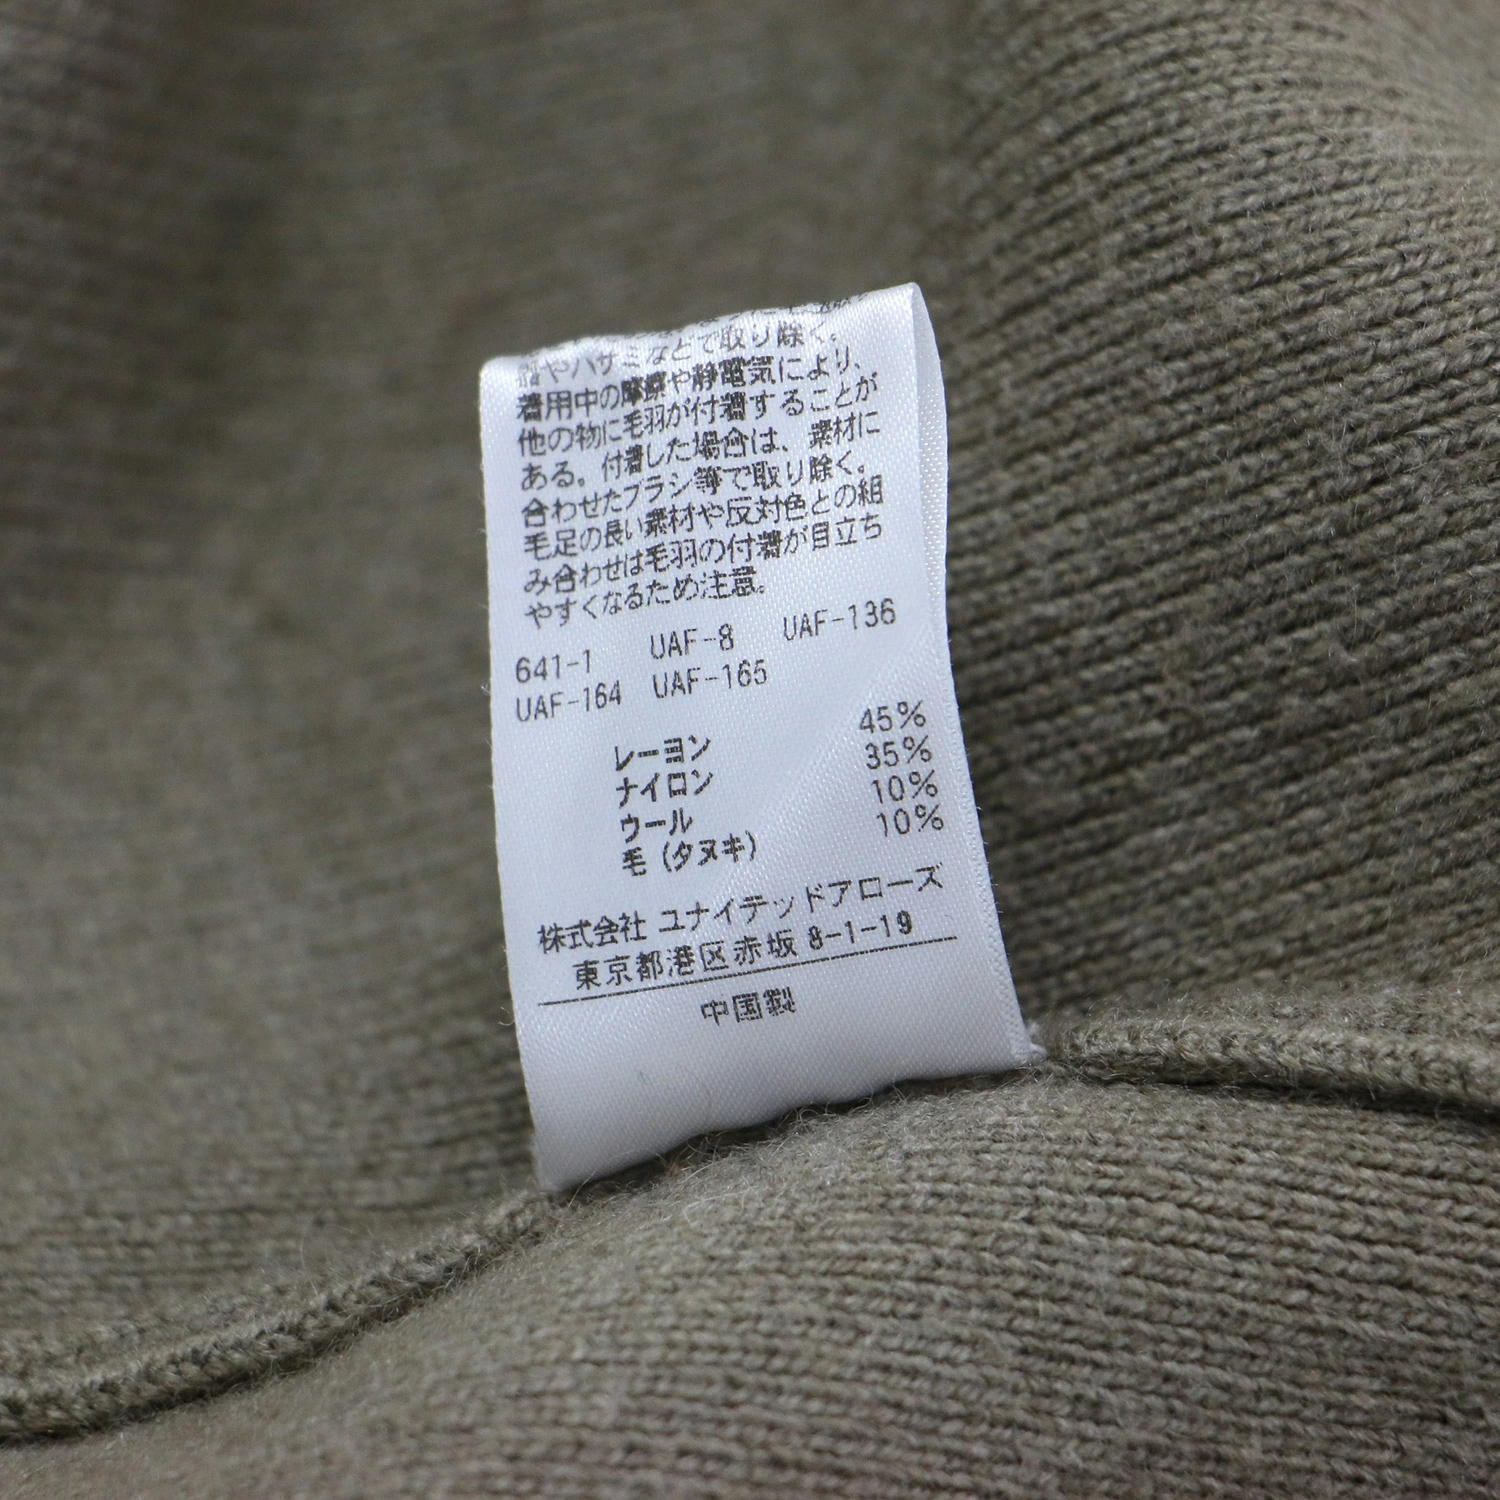 やハサミなどで取り除く。
着用中の摩擦や静電気により、
他の物に毛羽が付着することが
ある。付着した場合は、素材に
合わせたブラシ等で取り除く。
毛足の長い素材や反対色との組
み合わせは毛羽の付着が目立ち
やすくなるため注意。
641-1 UAF-8 UAF-136
UAF-164 UAF-165
レーヨン 45%
ナイロン 35%
ウール 10%
毛(タヌキ) 10%
株式会社 ユナイテッドアローズ
東京都港区赤坂 8-1-19
中国製